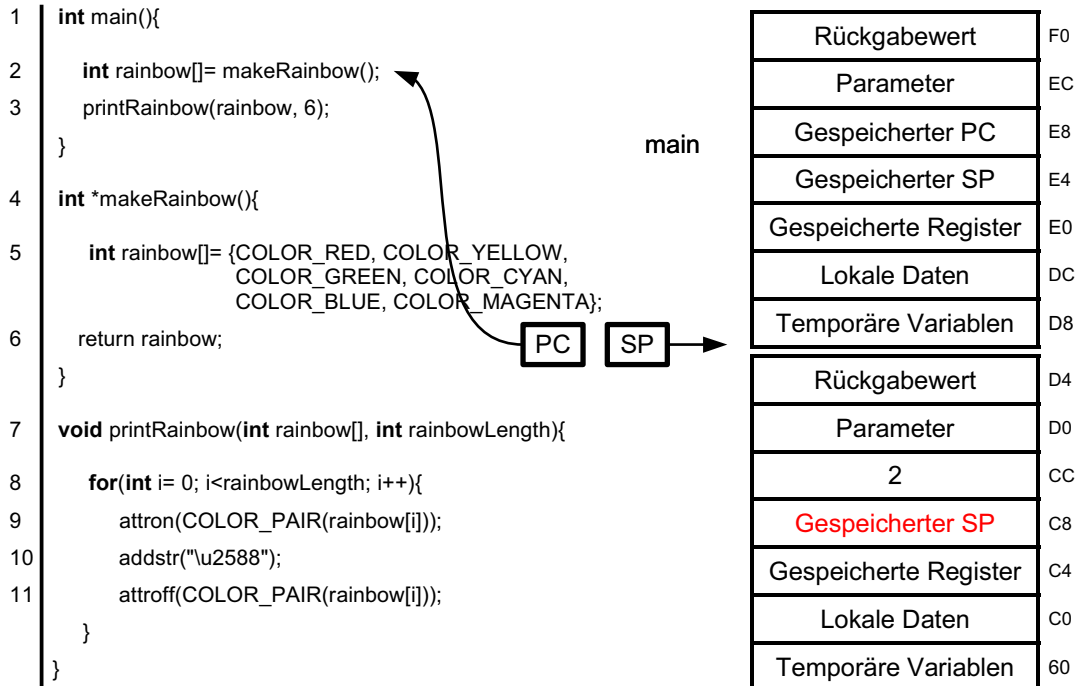 1 int main(){
2 int rainbow[]= makeRainbow();
3 printRainbow(rainbow, 6);
}
4 int *makeRainbow(){
5 int rainbow[]= {COLOR_RED, COLOR_YELLOW,
COLOR_GREEN, COLOR_CYAN,
COLOR_BLUE, COLOR_MAGENTA};
6 return rainbow;
}
7 void printRainbow(int rainbow[], int rainbowLength){
8 for(int i= 0; i<rainbowLength; i++){
9 attron(COLOR_PAIR(rainbow[i]));
10 addstr("\u2588");
11 attroff(COLOR_PAIR(rainbow[i]));
}
}
PC SP
main
Rückgabewert F0
Parameter EC
Gespeicherter PC E8
Gespeicherter SP E4
Gespeicherte Register E0
Lokale Daten DC
Temporäre Variablen D8
Rückgabewert D4
Parameter D0
2 CC
Gespeicherter SP C8
Gespeicherte Register C4
Lokale Daten C0
Temporäre Variablen 60